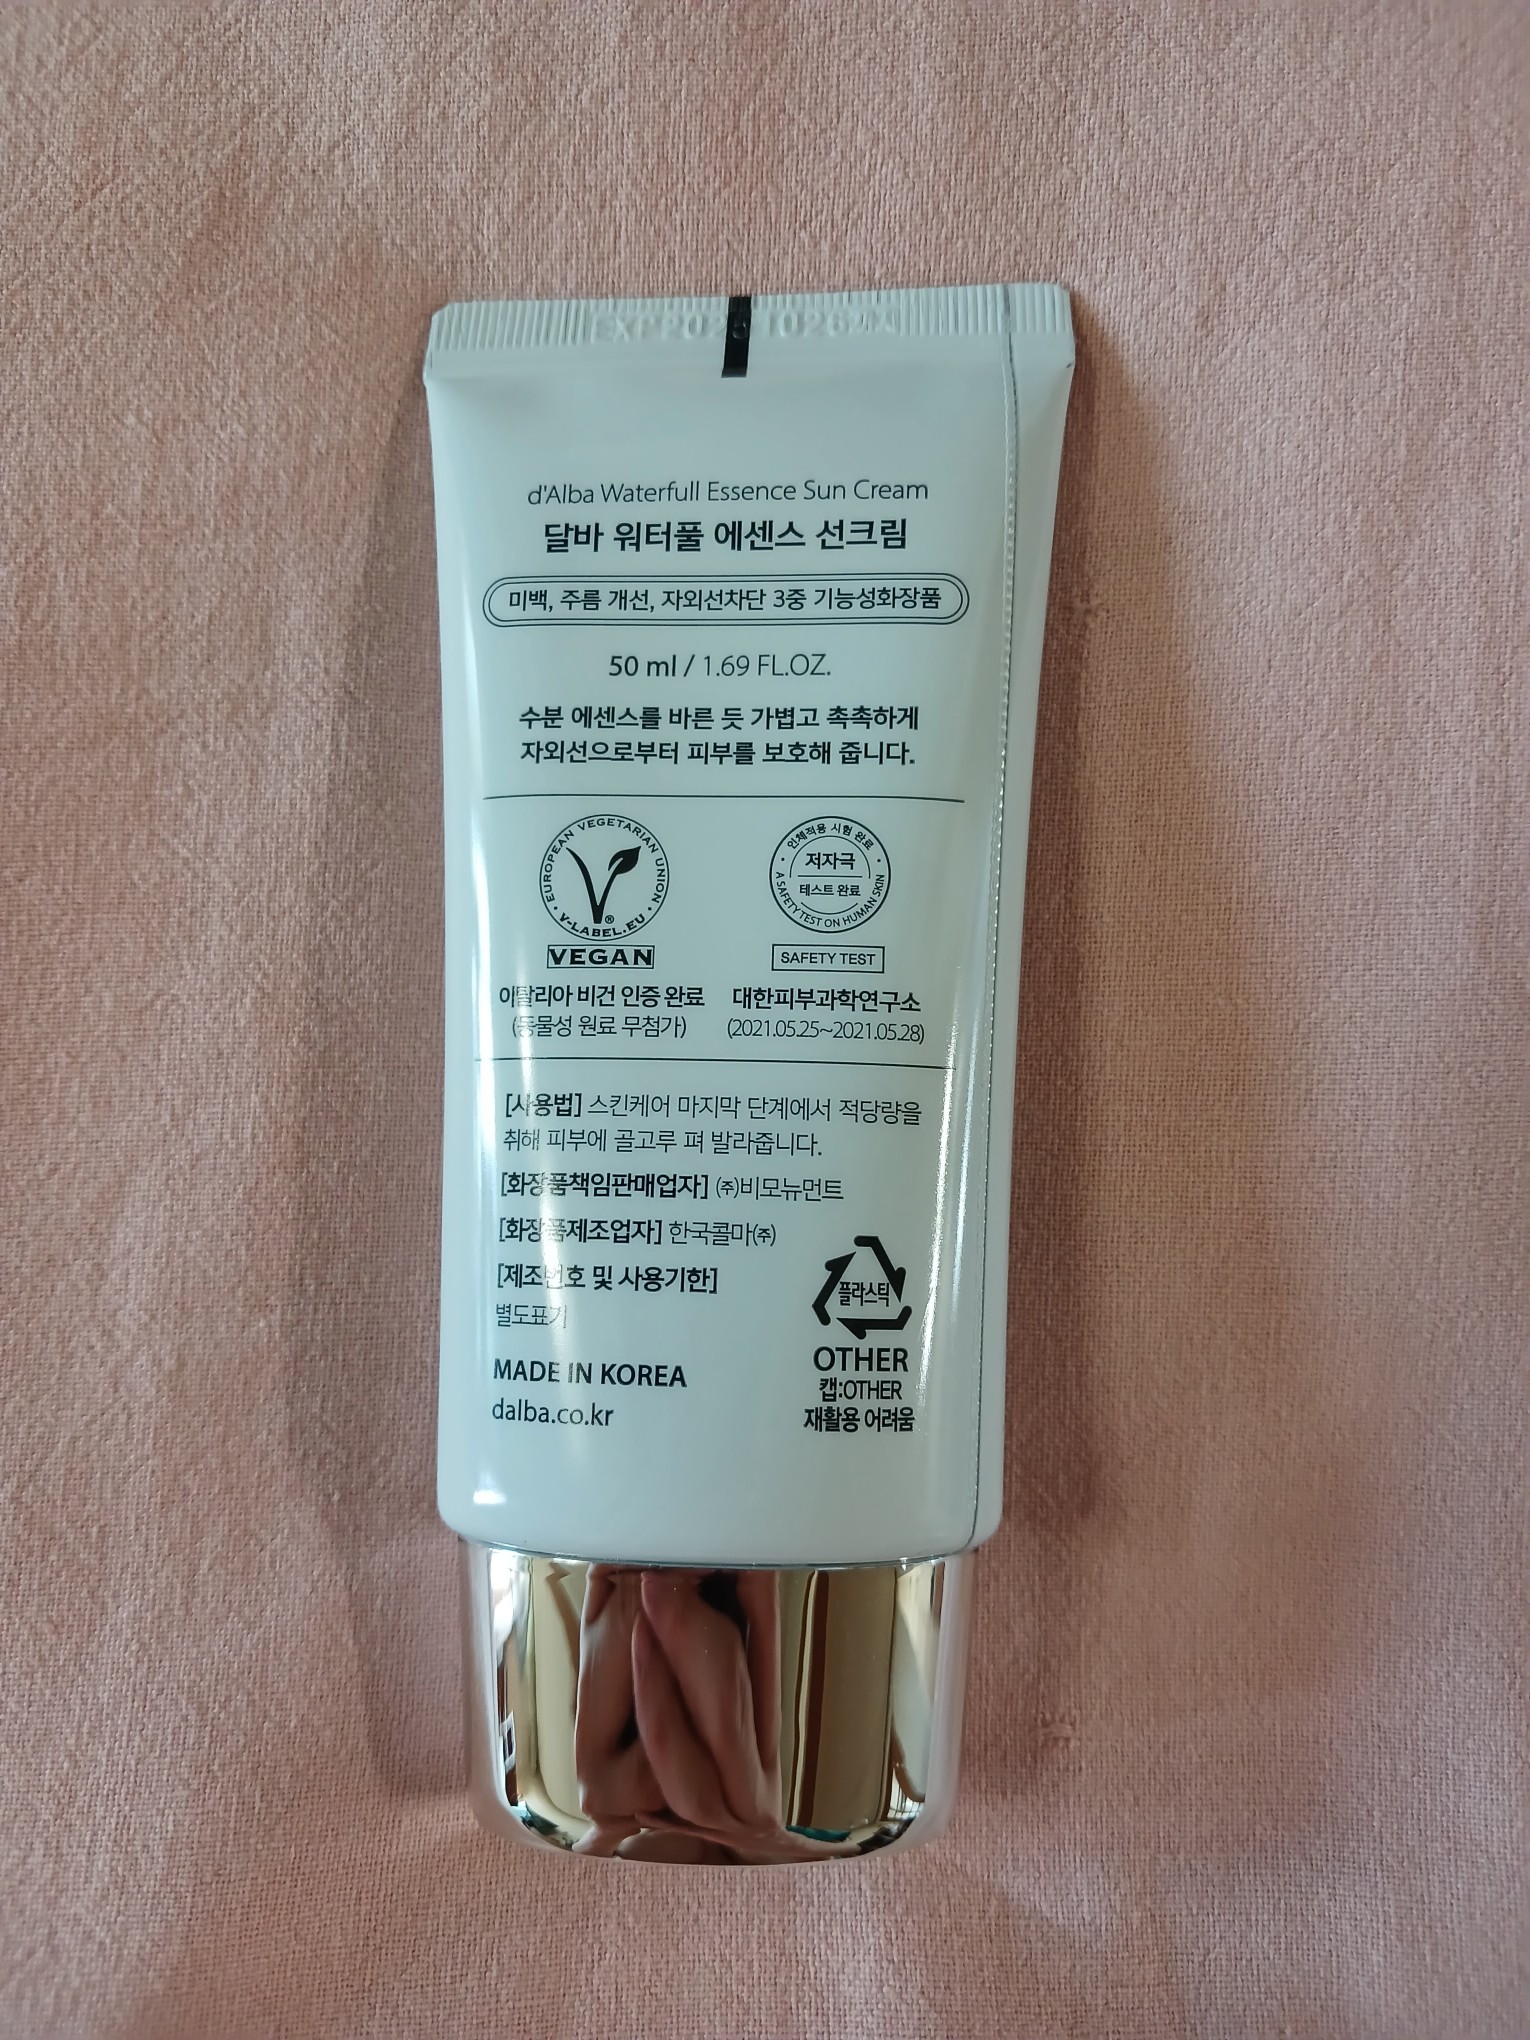 d'Alba Waterfull Essence Sun Cream
달바 워터풀 에센스 선크림
미백, 주름 개선, 자외선차단 3중 기능성화장품
50 ml / 1.69 FL.OZ.
수분 에센스를 바른 듯 가볍고 촉촉하게
자외선으로부터 피부를 보호해 줍니다.
EUROPEAN VEGETARIAN UNION
V-LABEL.EU
®
VEGAN
이탈리아 비건 인증 완료
(동물성 원료 무첨가)
인체적용 시험 완료
저자극
테스트 완료
A SAFETY TEST ON HUMAN SKIN
SAFETY TEST
대한피부과학연구소
(2021.05.25~2021.05.28)
[사용법] 스킨케어 마지막 단계에서 적당량을
취해 피부에 골고루 펴 발라줍니다.
[화장품책임판매업자] ㈜비모뉴먼트
[화장품제조업자] 한국콜마㈜
[제조번호 및 사용기한]
별도표기
MADE IN KOREA
dalba.co.kr
플라스틱
OTHER
캡:OTHER
재활용 어려움